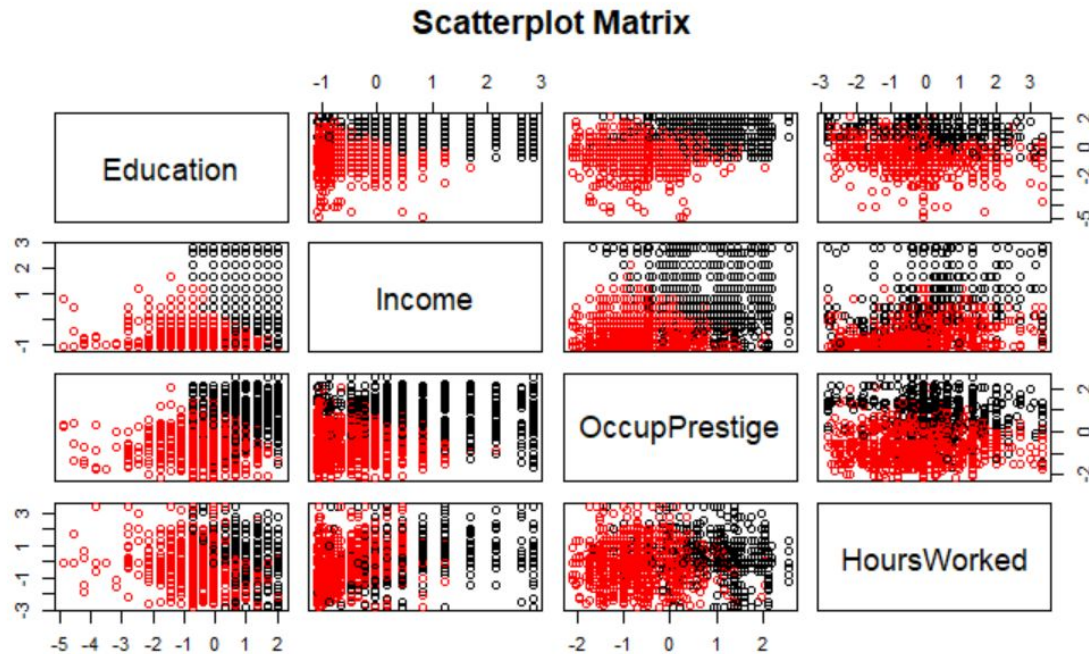 Scatterplot Matrix
-1 0 1 2 3
-3 -2 -1 0 1 2 3
Education
-5 -2 0 2
-1 1 2 3
Income
OccupPrestige
-2 0 2
-3 -1 1 3
HoursWorked
-5 -4 -3 -2 -1 0 1 2
-2 -1 0 1 2